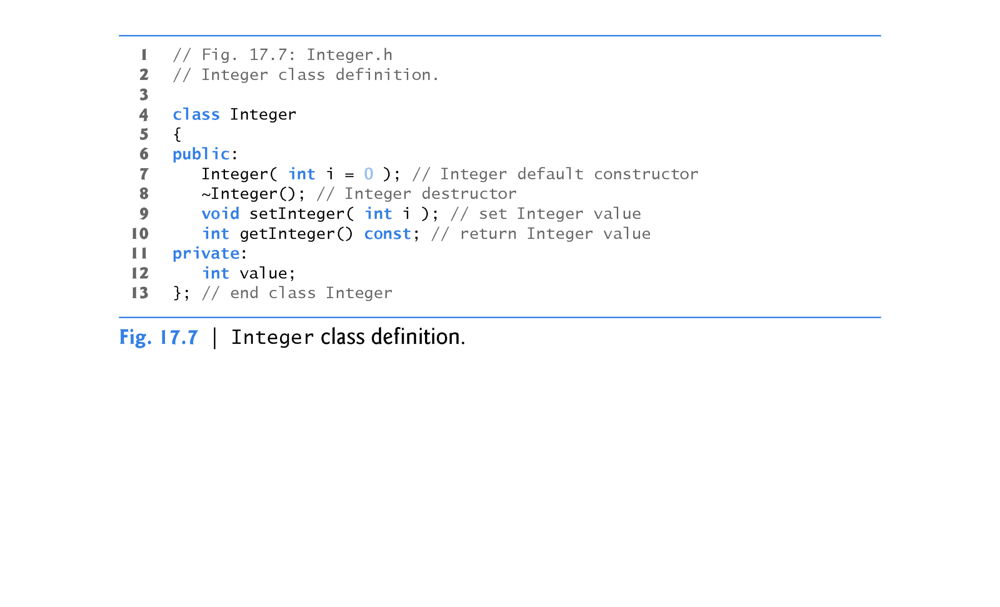 1 // Fig. 17.7: Integer.h
2 // Integer class definition.
3
4 class Integer
5 {
6 public:
7    Integer( int i = 0 ); // Integer default constructor
8    ~Integer(); // Integer destructor
9    void setInteger( int i ); // set Integer value
10    int getInteger() const; // return Integer value
11 private:
12    int value;
13 }; // end class Integer
Fig. 17.7 | Integer class definition.